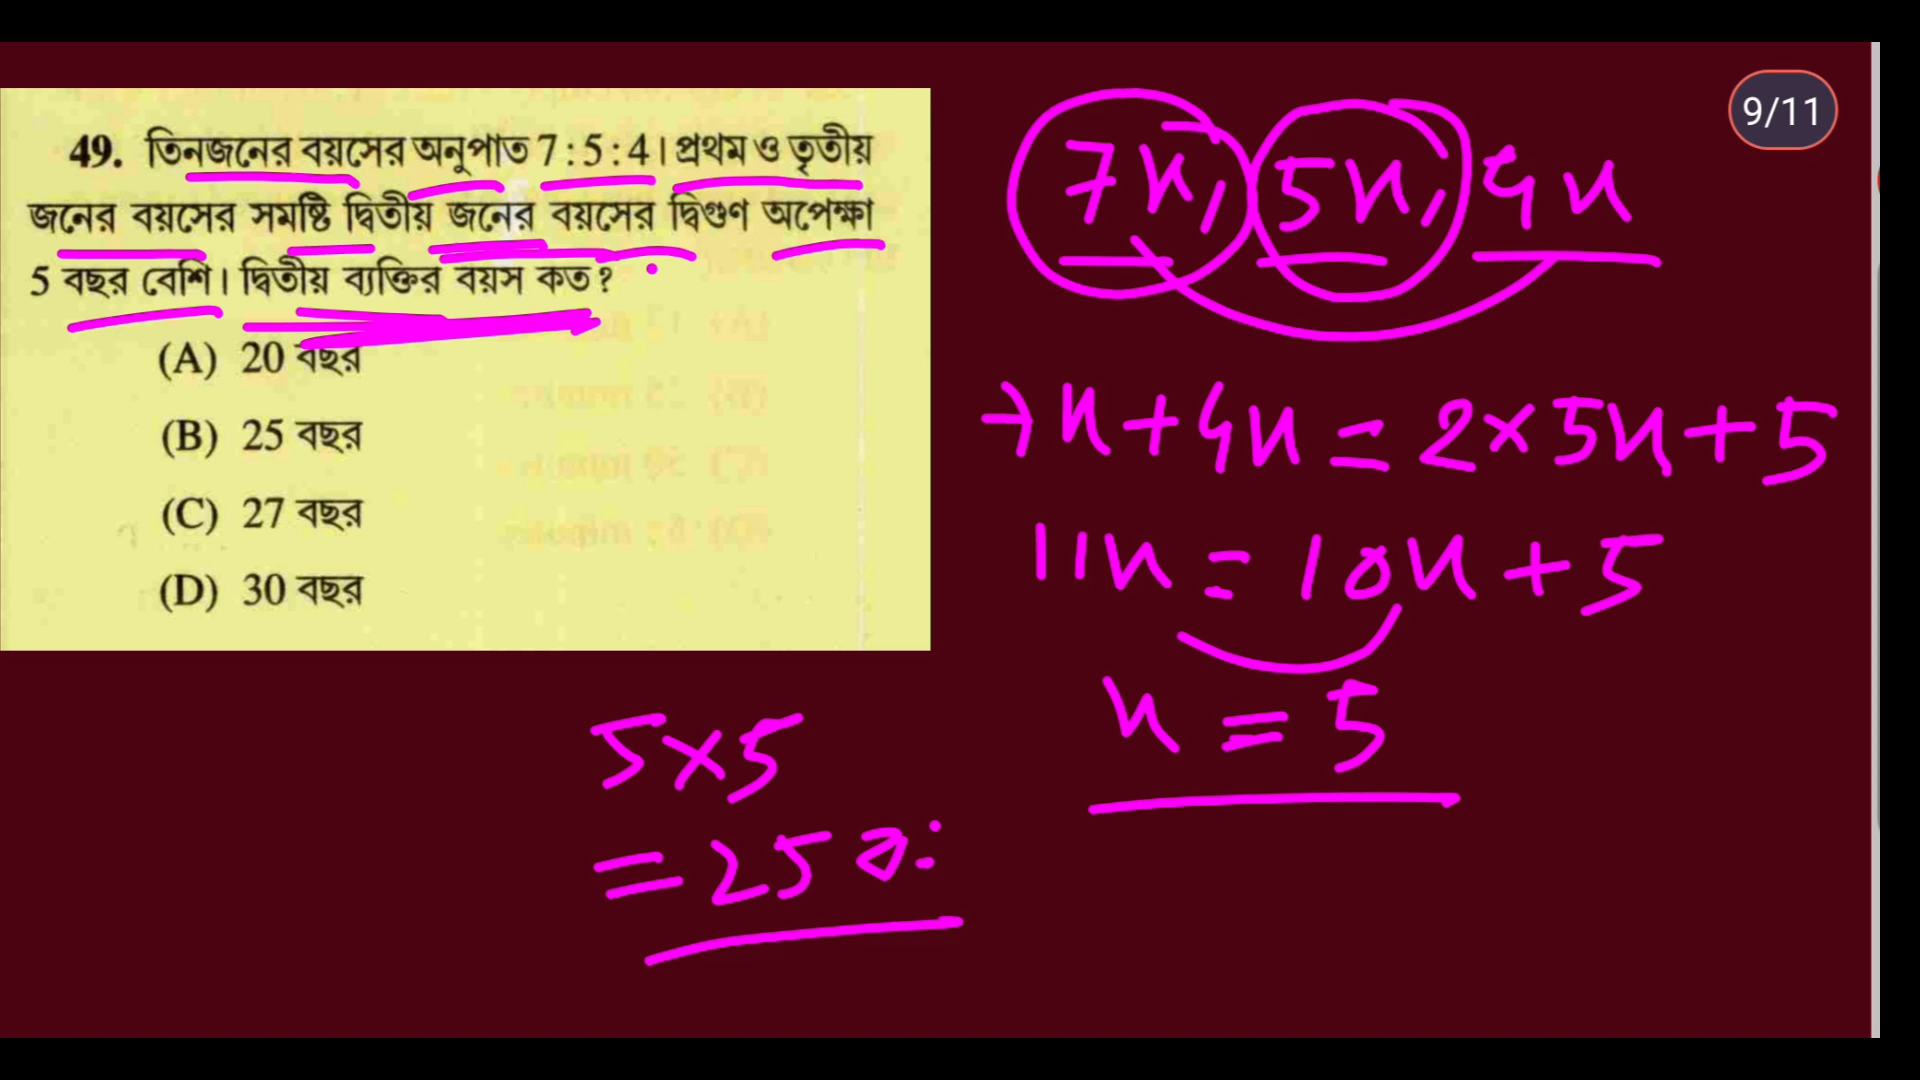 49. তিনজনের বয়সের অনুপাত 7 : 5 : 4। প্রথম ও তৃতীয়
জনের বয়সের সমষ্টি দ্বিতীয় জনের বয়সের দ্বিগুণ অপেক্ষা
5 বছর বেশি। দ্বিতীয় ব্যক্তির বয়স কত?
(A) 20 বছর
(B) 25 বছর
(C) 27 বছর
(D) 30 বছর
9/11
7x, 5x, 4x
7x+4x=2×5x+5
11x=10x+5
x=5
5×5
=25 ব: